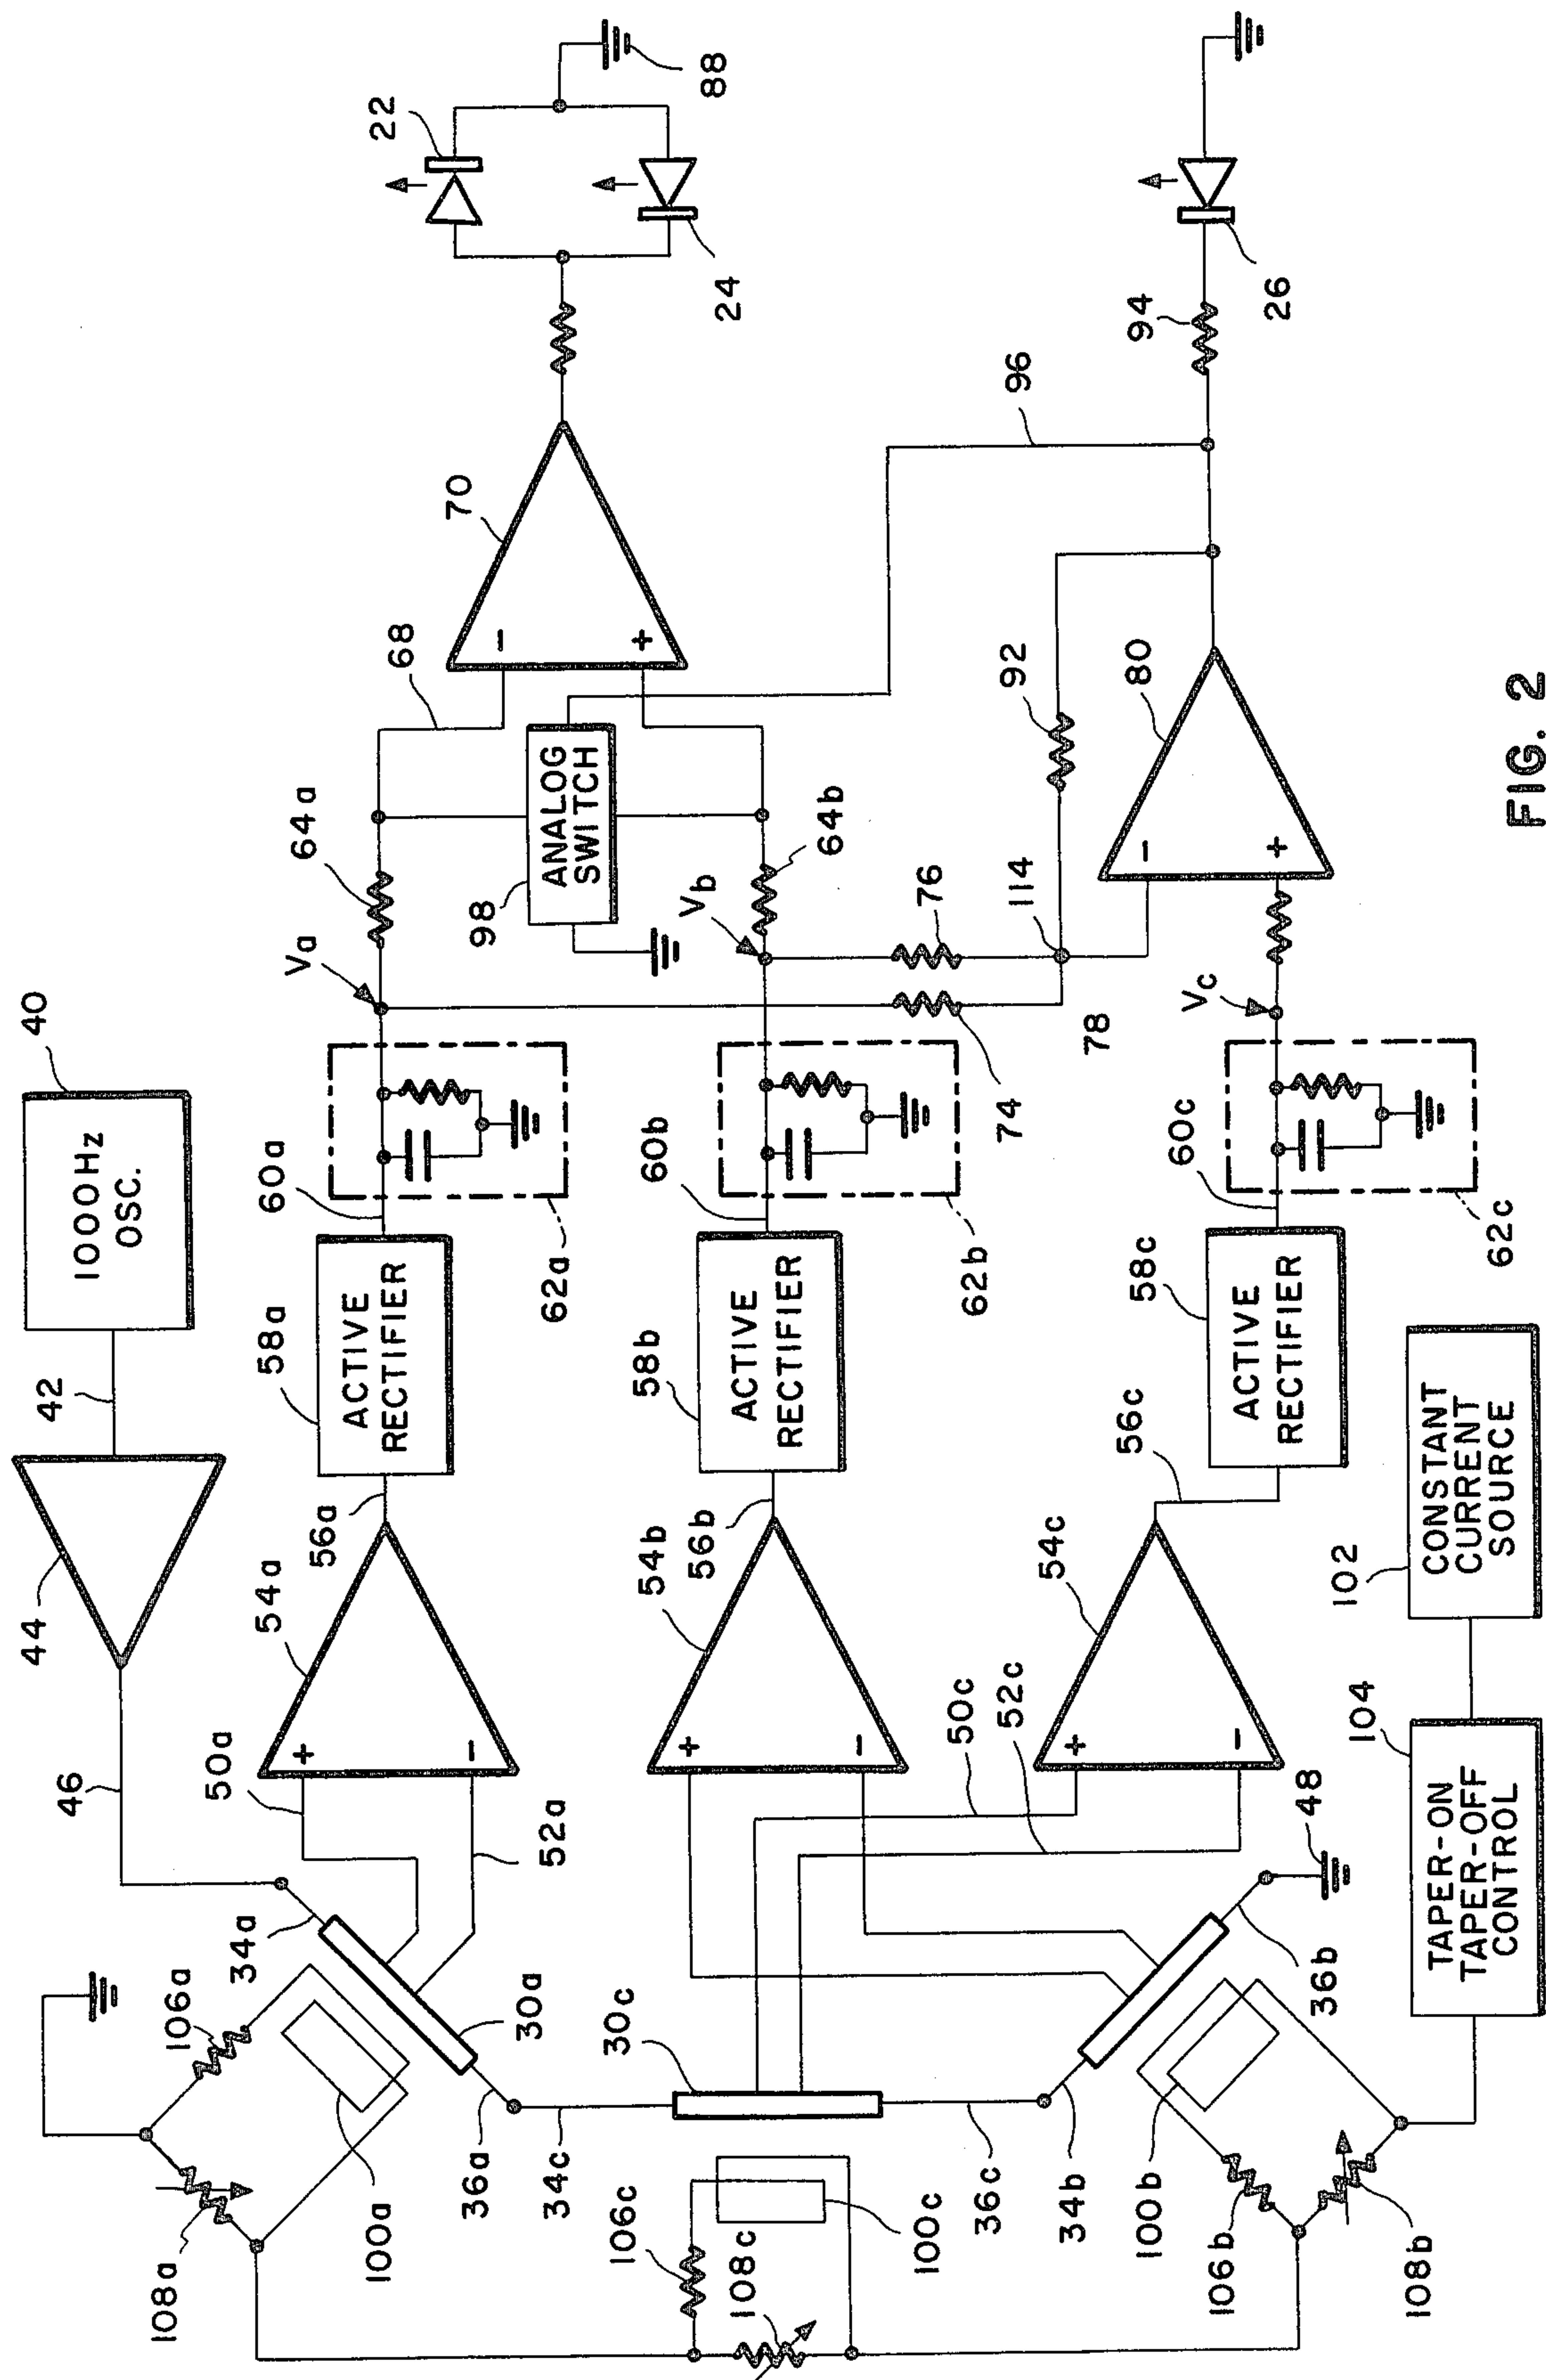 40
1000Hz
OSC.
42
44
46
22
88
24
70
68
64a
Va
60a
62a
58a
ACTIVE
RECTIFIER
56a
54a
+
-
50a
52a
34a
30a
36a
106a
108a
100a
98
ANALOG
SWITCH
-
+
64b
Vb
60b
62b
58b
ACTIVE
RECTIFIER
56b
54b
+
-
76
74
78
114
92
96
94
26
80
-
+
Vc
60c
62c
58c
ACTIVE
RECTIFIER
56c
54c
+
-
50c
52c
30c
34c
36c
106c
108c
100c
34b
36b
48
100b
106b
108b
102
CONSTANT
CURRENT
SOURCE
104
TAPER-ON
TAPER-OFF
CONTROL
FIG. 2